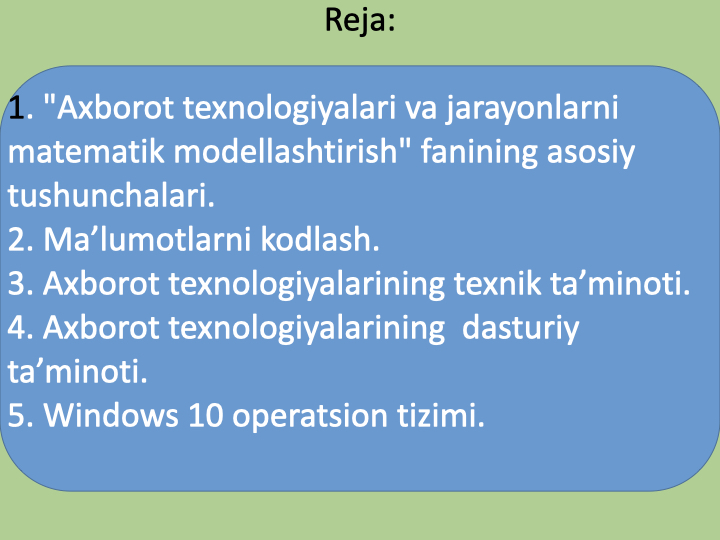 Reja:
1. "Axborot texnologiyalari va jarayonlarni
matematik modellashtirish" fanining asosiy
tushunchalari.
2. Ma’lumotlarni kodlash.
3. Axborot texnologiyalarining texnik ta’minoti.
4. Axborot texnologiyalarining  dasturiy
ta’minoti.
5. Windows 10 operatsion tizimi.